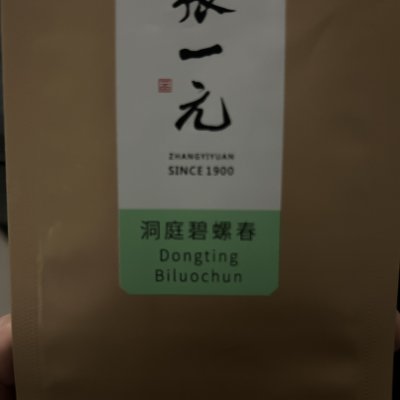 张一元
ZHANGYIYUAN
SINCE 1900
洞庭碧螺春
Dongting
Biluochun